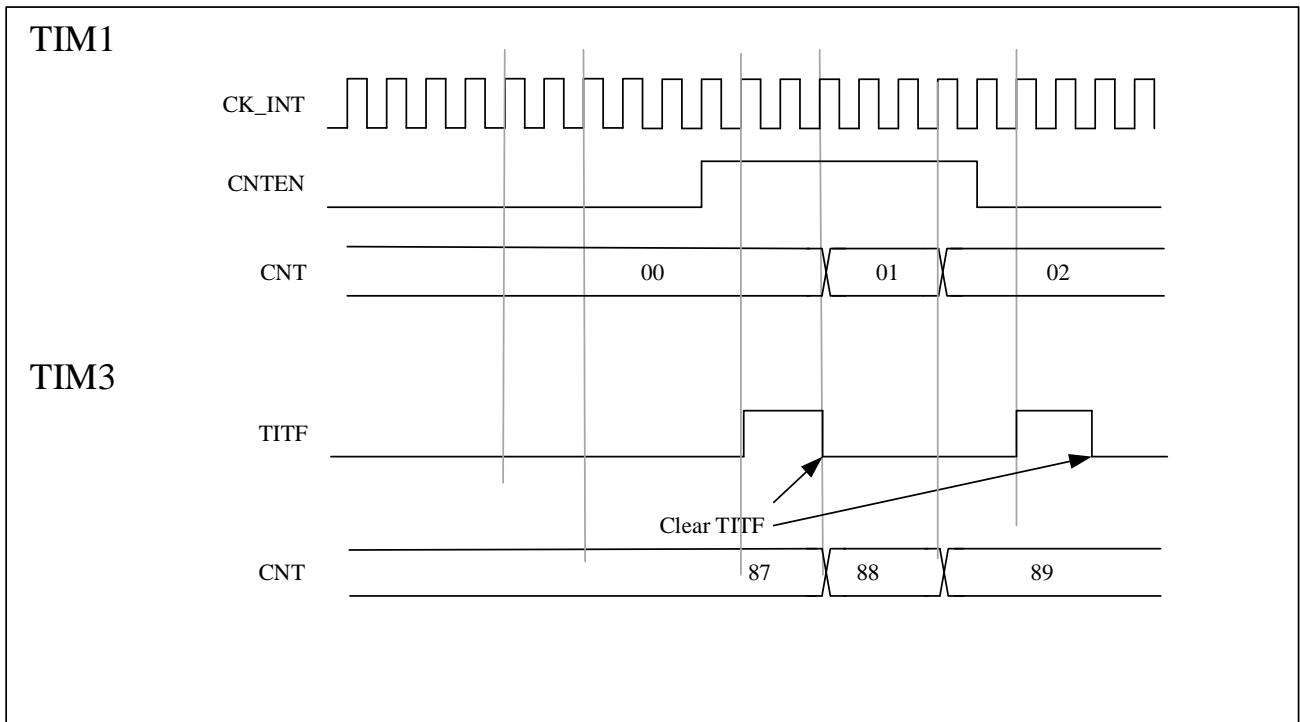 TIM1
CK_INT
CNTEN
CNT
00
01
02
TIM3
TITF
Clear TITF
CNT
87
88
89